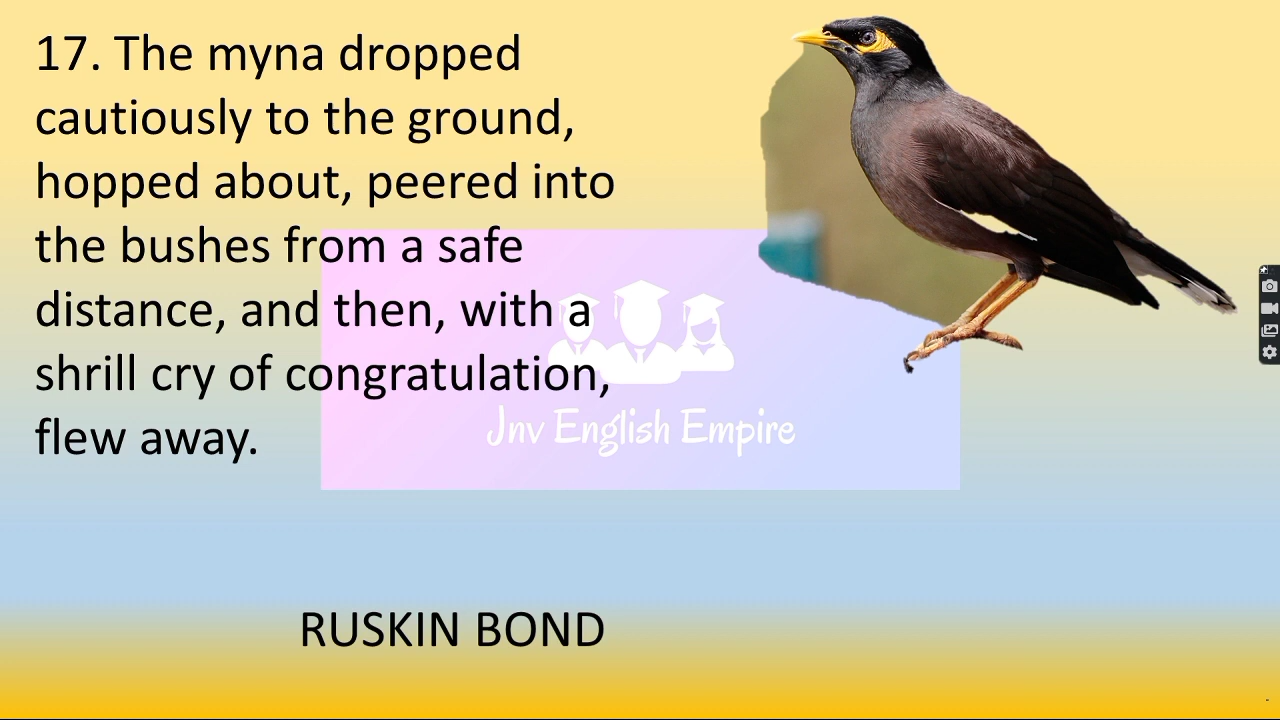 17. The myna dropped
cautiously to the ground,
hopped about, peered into
the bushes from a safe
distance, and then, with a
shrill cry of congratulation,
flew away.
Jnv English Empire
RUSKIN BOND